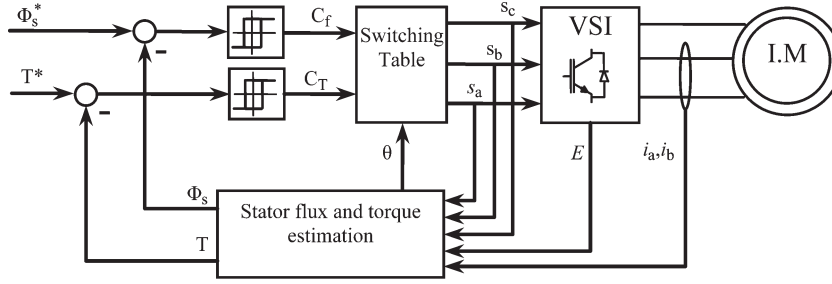 Φs*
Cf
Switching
Table
sc
sb
sa
VSI
I.M
T*
CT
θ
E
ia,ib
Φs
T
Stator flux and torque
estimation